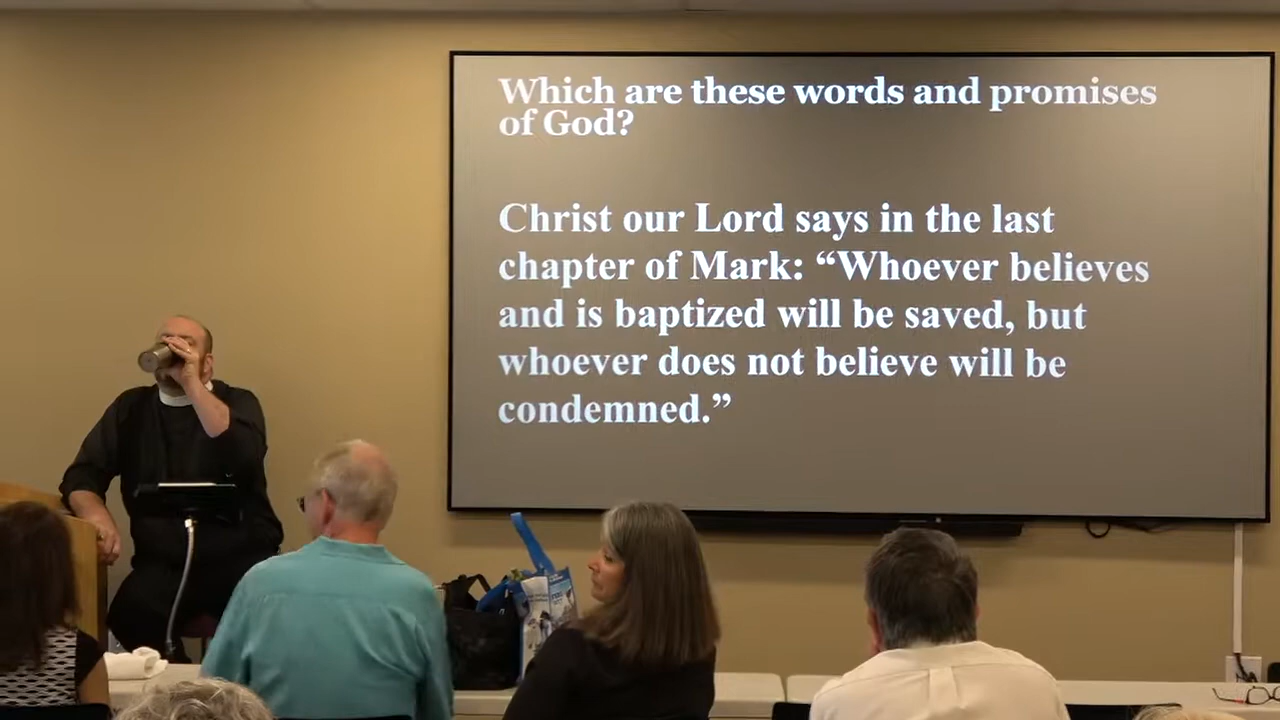 Which are these words and promises
of God?
Christ our Lord says in the last
chapter of Mark: “Whoever believes
and is baptized will be saved, but
whoever does not believe will be
condemned.”